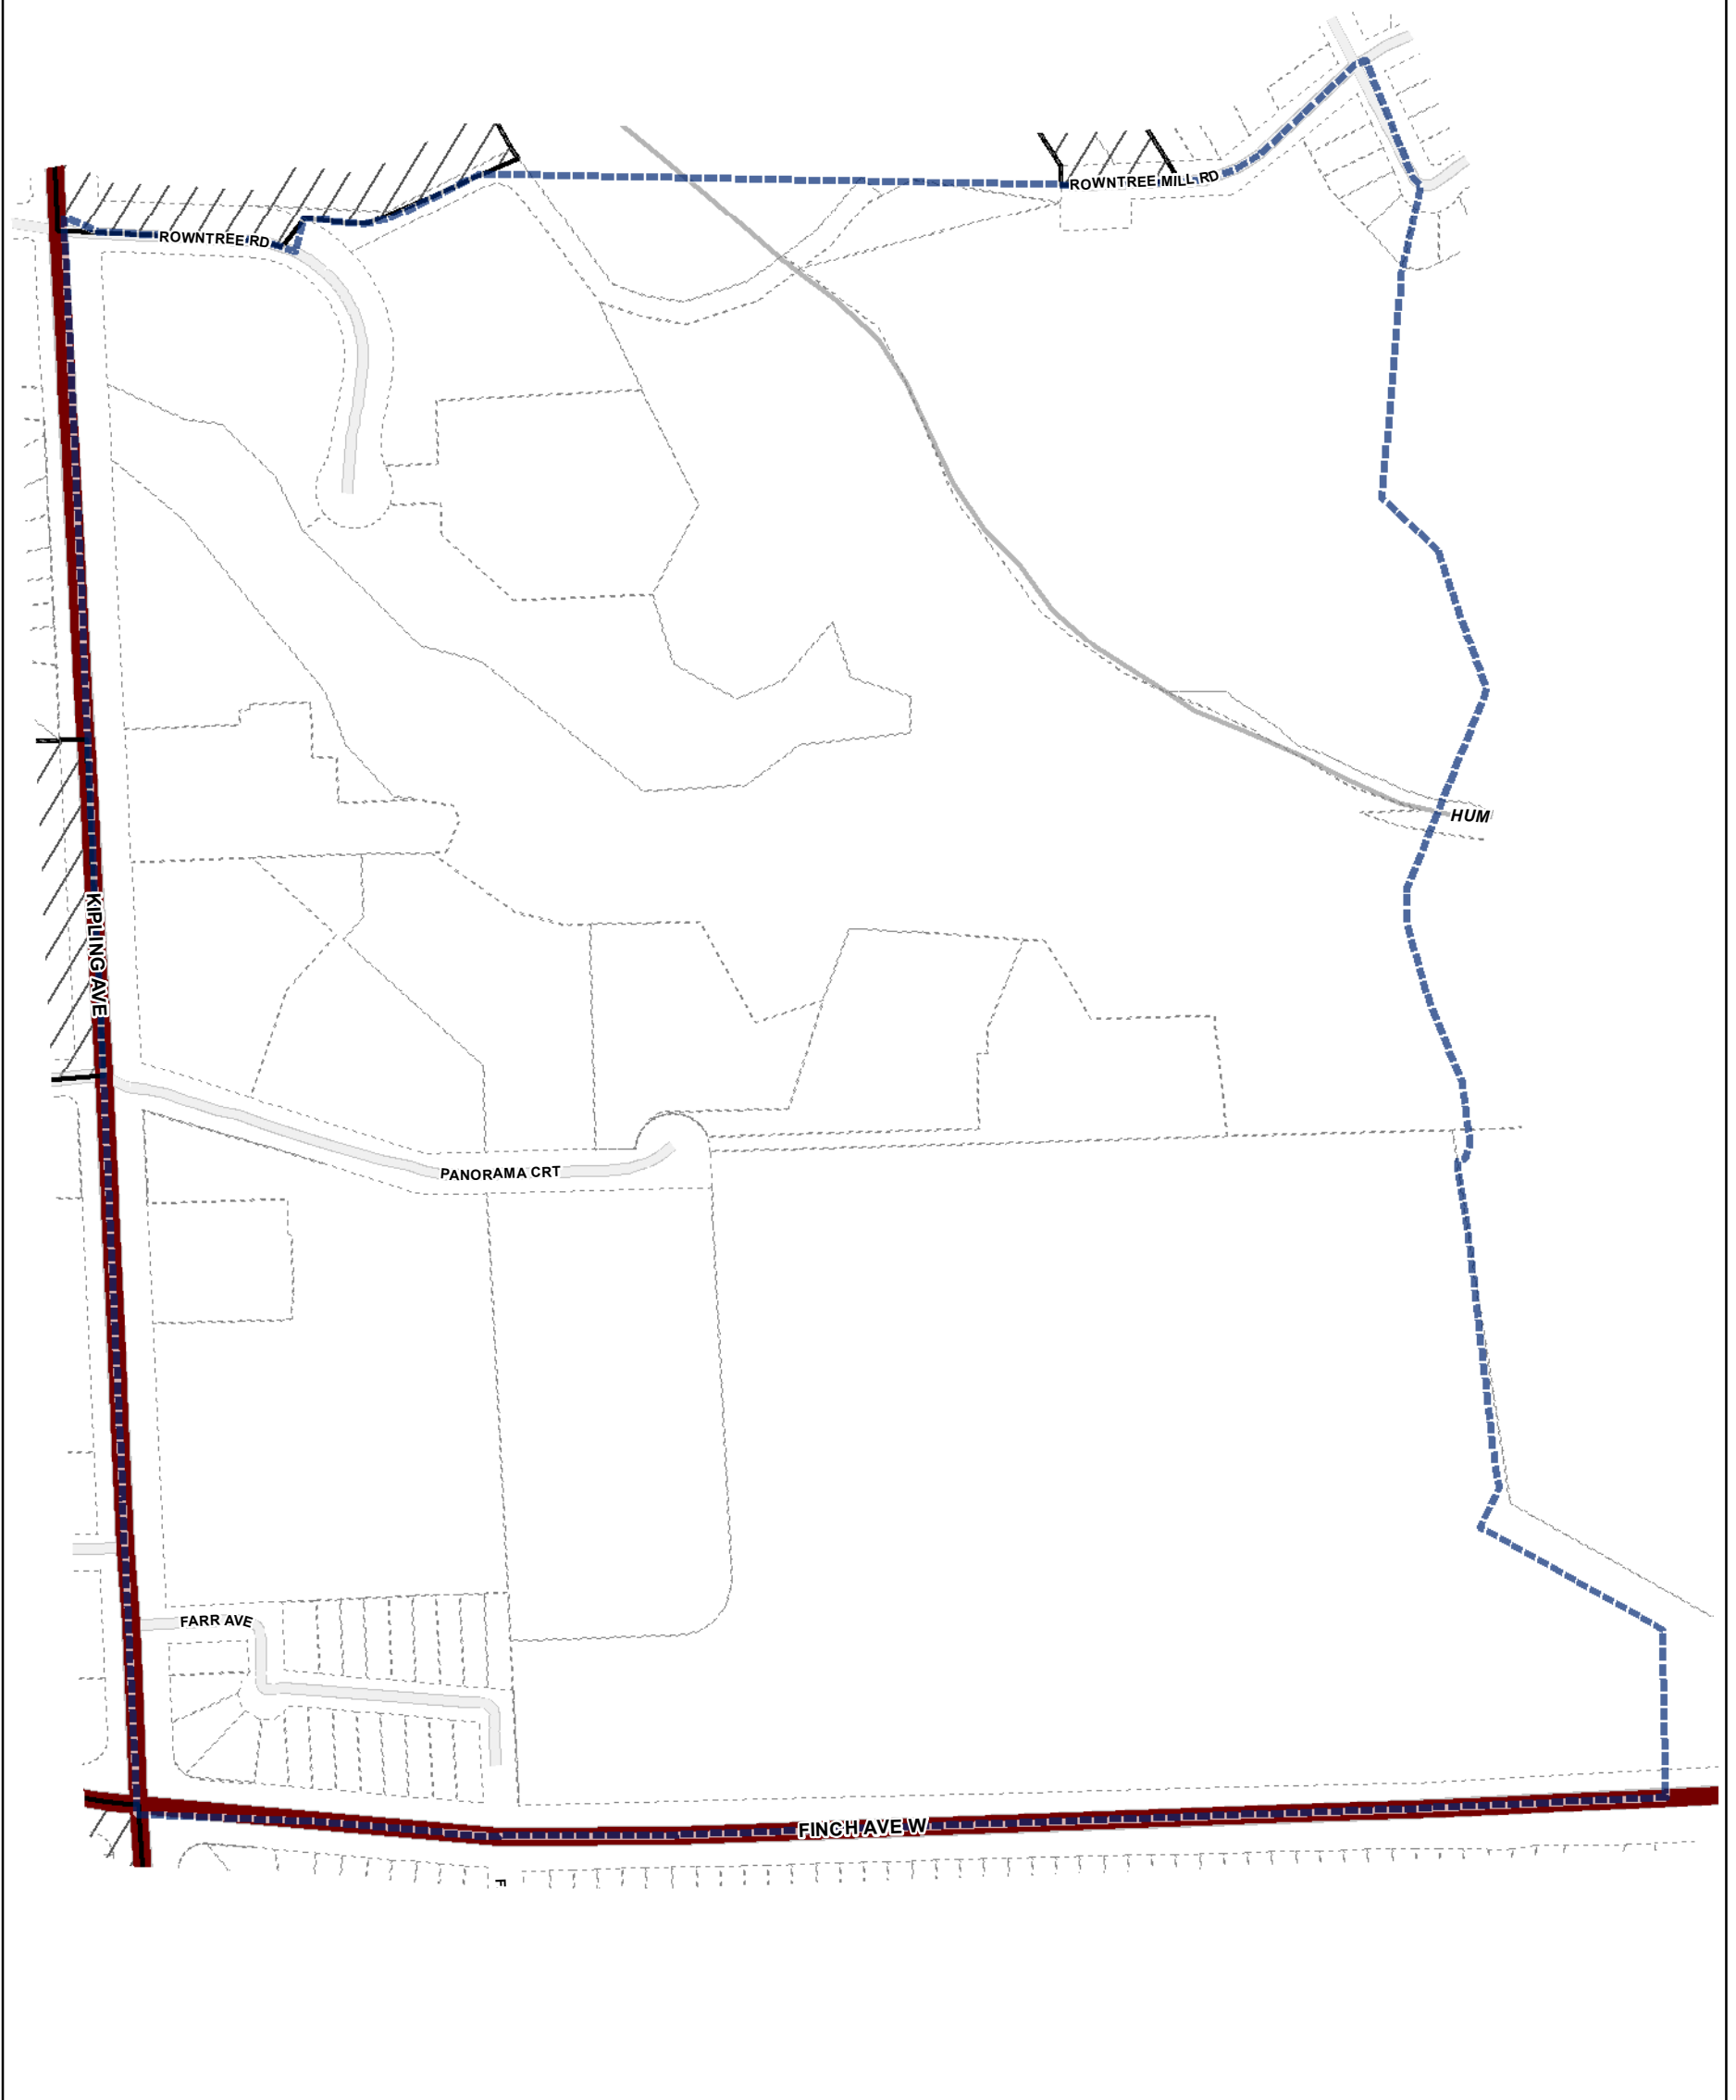 ROWNTREE MILL RD
ROWNTREE RD
HUM
KIPLING AVE
PANORAMA CRT
FARR AVE
FINCH AVE W
F